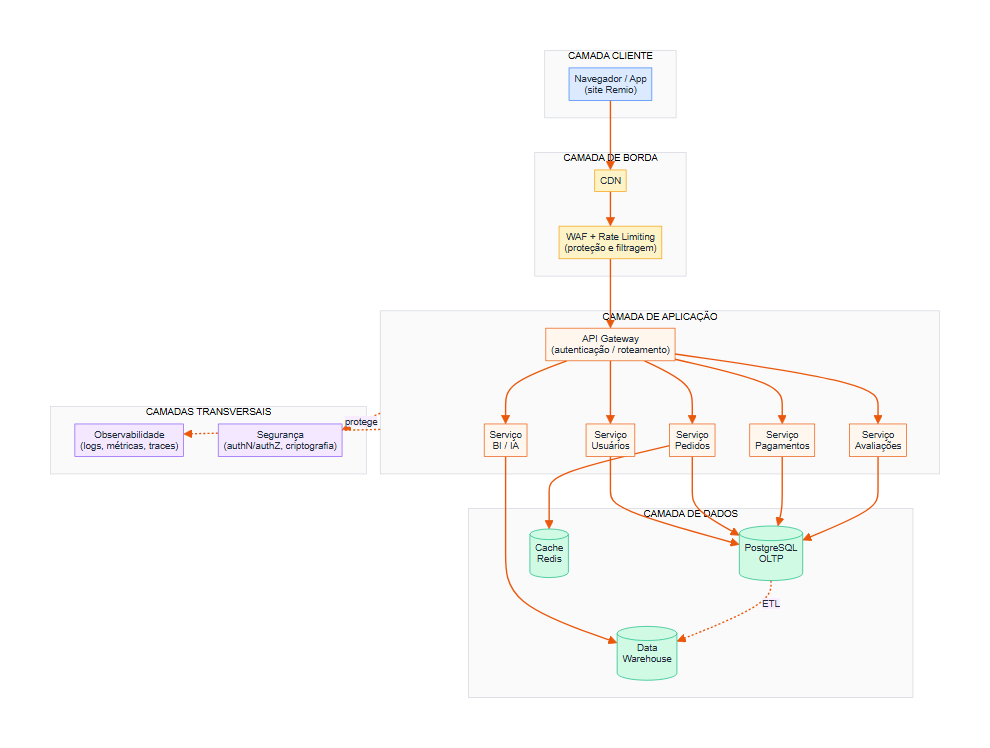 CAMADA CLIENTE
Navegador / App
(site Remio)
CAMADA DE BORDA
CDN
WAF + Rate Limiting
(proteção e filtragem)
CAMADA DE APLICAÇÃO
API Gateway
(autenticação / roteamento)
CAMADAS TRANSVERSAIS
Observabilidade
(logs, métricas, traces)
Segurança
(authN/authZ, criptografia)
protege
Serviço
BI / IA
Serviço
Usuários
Serviço
Pedidos
Serviço
Pagamentos
Serviço
Avaliações
CAMADA DE DADOS
Cache
Redis
PostgreSQL
OLTP
ETL
Data
Warehouse